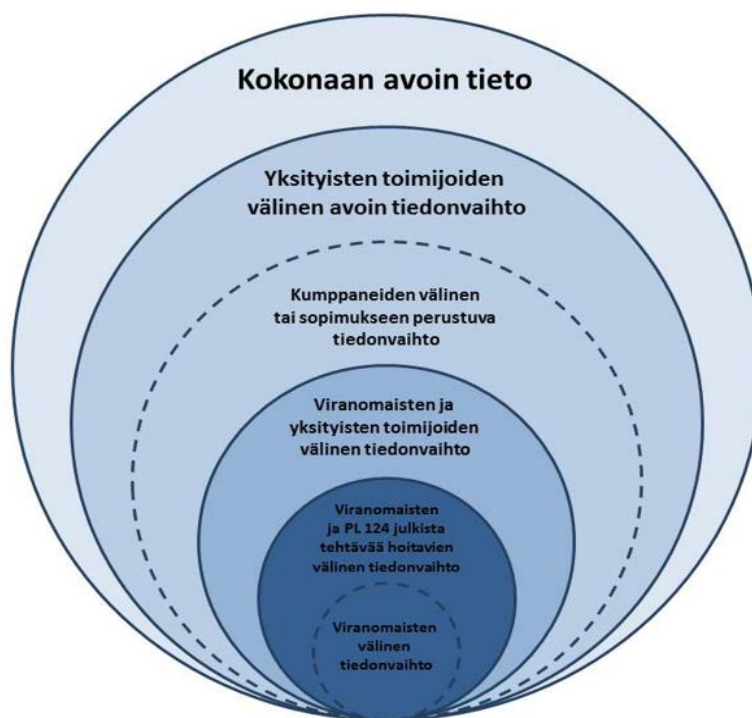 Kokonaan avoin tieto
Yksityisten toimijoiden
välinen avoin tiedonvaihto
Kumppaneiden välinen
tai sopimukseen perustuva
tiedonvaihto
Viranomaisten ja
yksityisten toimijoiden
välinen tiedonvaihto
Viranomaisten
ja PL 124 julkista
tehtävää hoitavien
välinen tiedonvaihto
Viranomaisten
välinen
tiedonvaihto